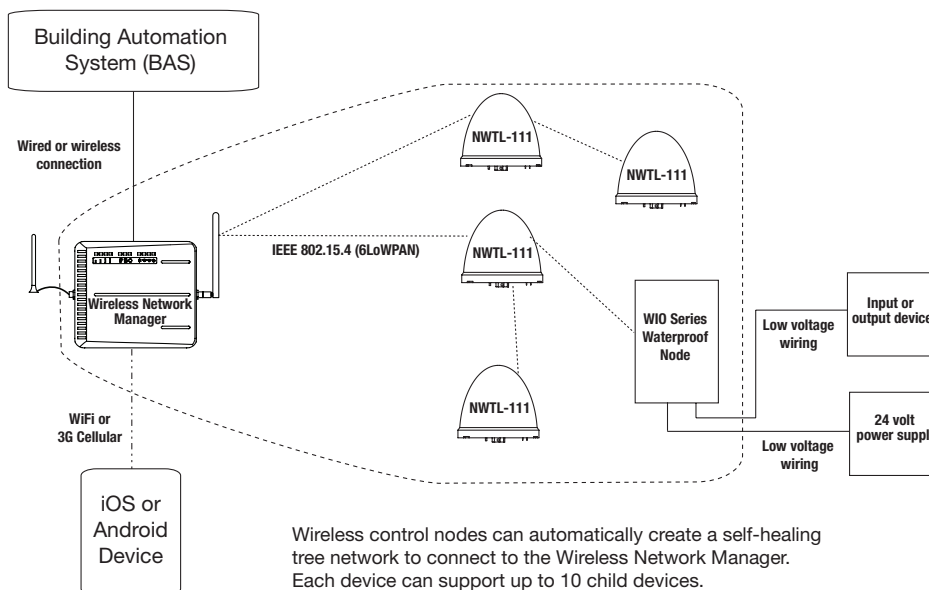 Building Automation
System (BAS)
Wired or wireless
connection
NWTL-111
NWTL-111
IEEE 802.15.4 (6LoWPAN)
NWTL-111
Wireless Network
Manager
WIO Series
Waterproof
Node
Low voltage
wiring
Input or
output device
NWTL-111
WiFi or
3G Cellular
Low voltage
wiring
24 volt
power suppl
iOS or
Android
Device
Wireless control nodes can automatically create a self-healing
tree network to connect to the Wireless Network Manager.
Each device can support up to 10 child devices.